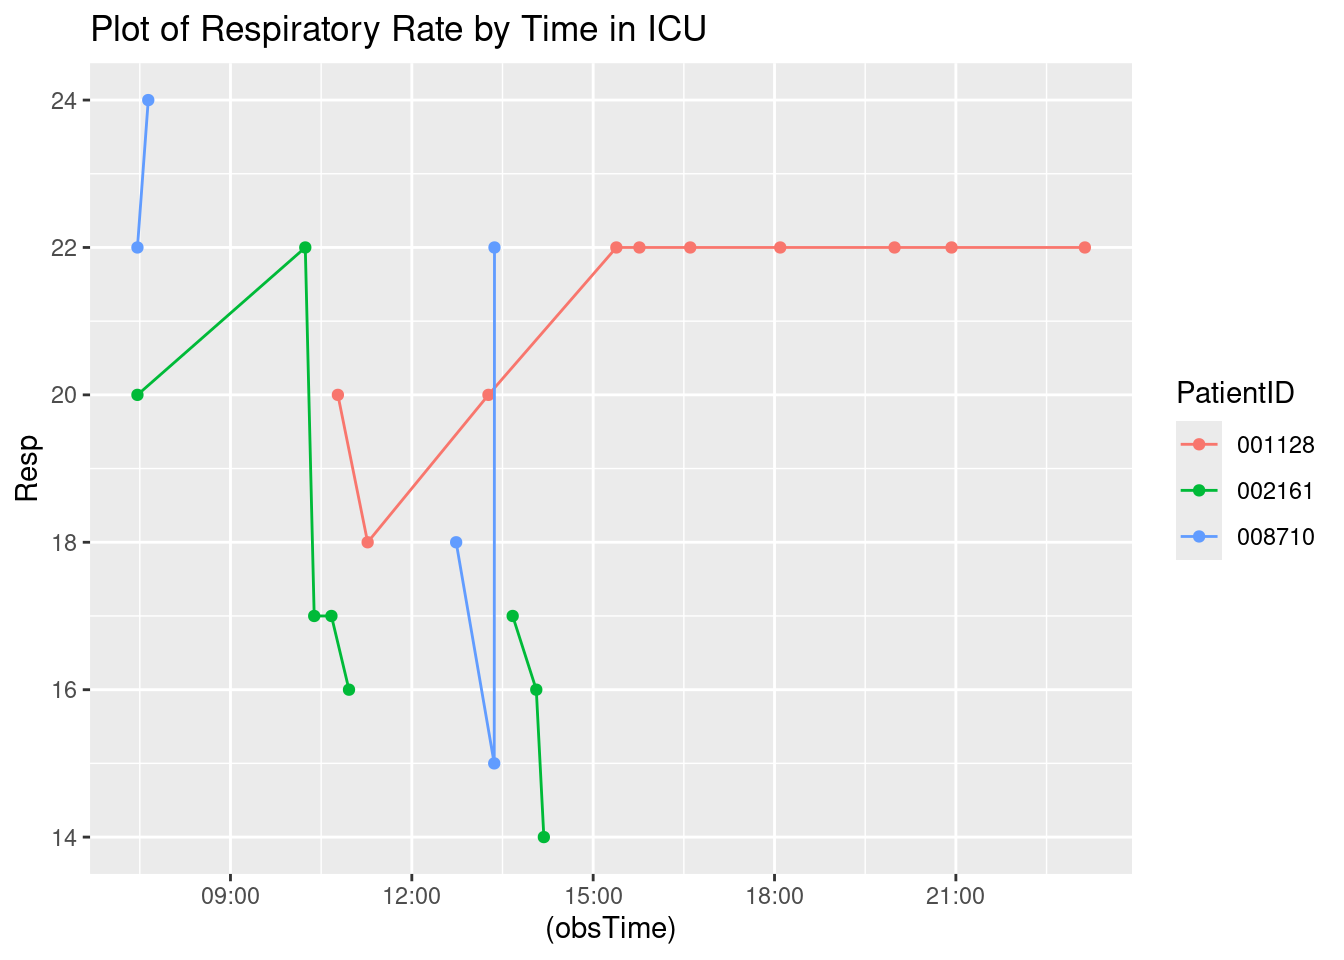 Plot of Respiratory Rate by Time in ICU
24
22
20
18
16
14
Resp
09:00 12:00 15:00 18:00 21:00
(obsTime)
PatientID
001128
002161
008710